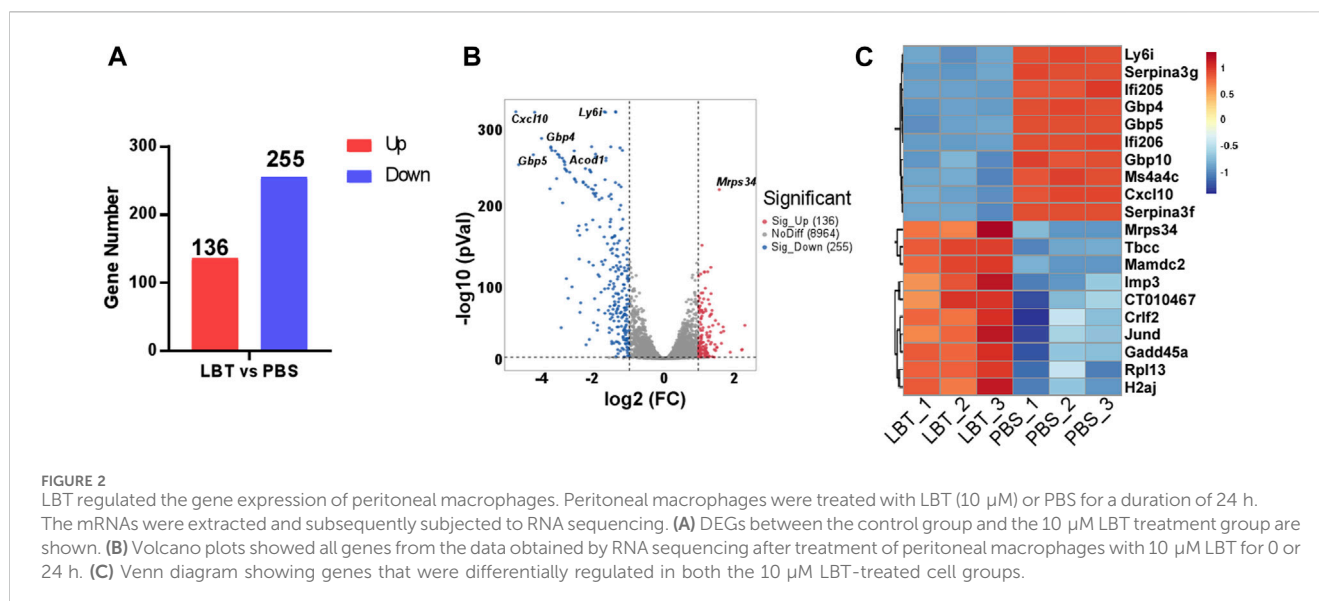 A
300
200
100
0
Gene Number
136
255
LBT vs PBS
Up
Down
B
300
200
100
0
-log10 (pVal)
-4
-2
0
2
log2 (FC)
Cxcl10
Ly6i
Gbp4
Gbp5
Acod1
Mrps34
Significant
Sig_Up (136)
NoDiff (8964)
Sig_Down (255)
C
Ly6i
Serpina3g
Ifi205
Gbp4
Gbp5
Ifi206
Gbp10
Ms4a4c
Cxcl10
Serpina3f
Mrps34
Tbcc
Mamdc2
Imp3
CT010467
Crlf2
Jund
Gadd45a
Rpl13
H2aj
LBT_1
LBT_2
LBT_3
PBS_1
PBS_2
PBS_3
1
0.5
0
-0.5
-1
FIGURE 2
LBT regulated the gene expression of peritoneal macrophages. Peritoneal macrophages were treated with LBT (10 μM) or PBS for a duration of 24 h.
The mRNAs were extracted and subsequently subjected to RNA sequencing. (A) DEGs between the control group and the 10 μM LBT treatment group are
shown. (B) Volcano plots showed all genes from the data obtained by RNA sequencing after treatment of peritoneal macrophages with 10 μM LBT for 0 or
24 h. (C) Venn diagram showing genes that were differentially regulated in both the 10 μM LBT-treated cell groups.